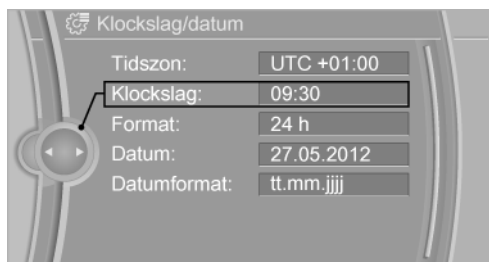 Klockslag/datum
Tidszon: UTC +01:00
Klockslag: 09:30
Format: 24 h
Datum: 27.05.2012
Datumformat: tt.mm.jjjj